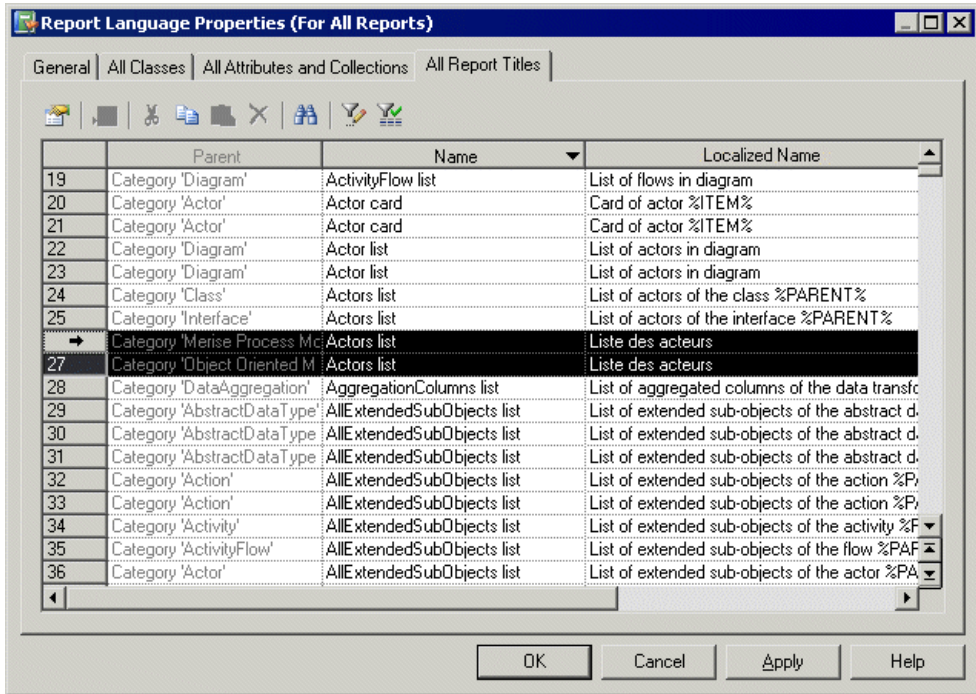 Report Language Properties (For All Reports)
General All Classes All Attributes and Collections All Report Titles
Parent Name Localized Name
19 Category 'Diagram' ActivityFlow list List of flows in diagram
20 Category 'Actor' Actor card Card of actor %ITEM%
21 Category 'Actor' Actor card Card of actor %ITEM%
22 Category 'Diagram' Actor list List of actors in diagram
23 Category 'Diagram' Actor list List of actors in diagram
24 Category 'Class' Actors list List of actors of the class %PARENT%
25 Category 'Interface' Actors list List of actors of the interface %PARENT%
Category 'Merise Process Mc Actors list Liste des acteurs
27 Category 'Object Oriented M Actors list Liste des acteurs
28 Category 'DataAggregation' AggregationColumns list List of aggregated columns of the data transfo
29 Category 'AbstractDataType' AllExtendedSubObjects list List of extended sub-objects of the abstract d
30 Category 'AbstractDataType AllExtendedSubObjects list List of extended sub-objects of the abstract d
31 Category 'AbstractDataType AllExtendedSubObjects list List of extended sub-objects of the abstract d
32 Category 'Action' AllExtendedSubObjects list List of extended sub-objects of the action %P
33 Category 'Action' AllExtendedSubObjects list List of extended sub-objects of the action %P
34 Category 'Activity' AllExtendedSubObjects list List of extended sub-objects of the activity %F
35 Category 'ActivityFlow' AllExtendedSubObjects list List of extended sub-objects of the flow %PAF
36 Category 'Actor' AllExtendedSubObjects list List of extended sub-objects of the actor %PA
OK Cancel Apply Help